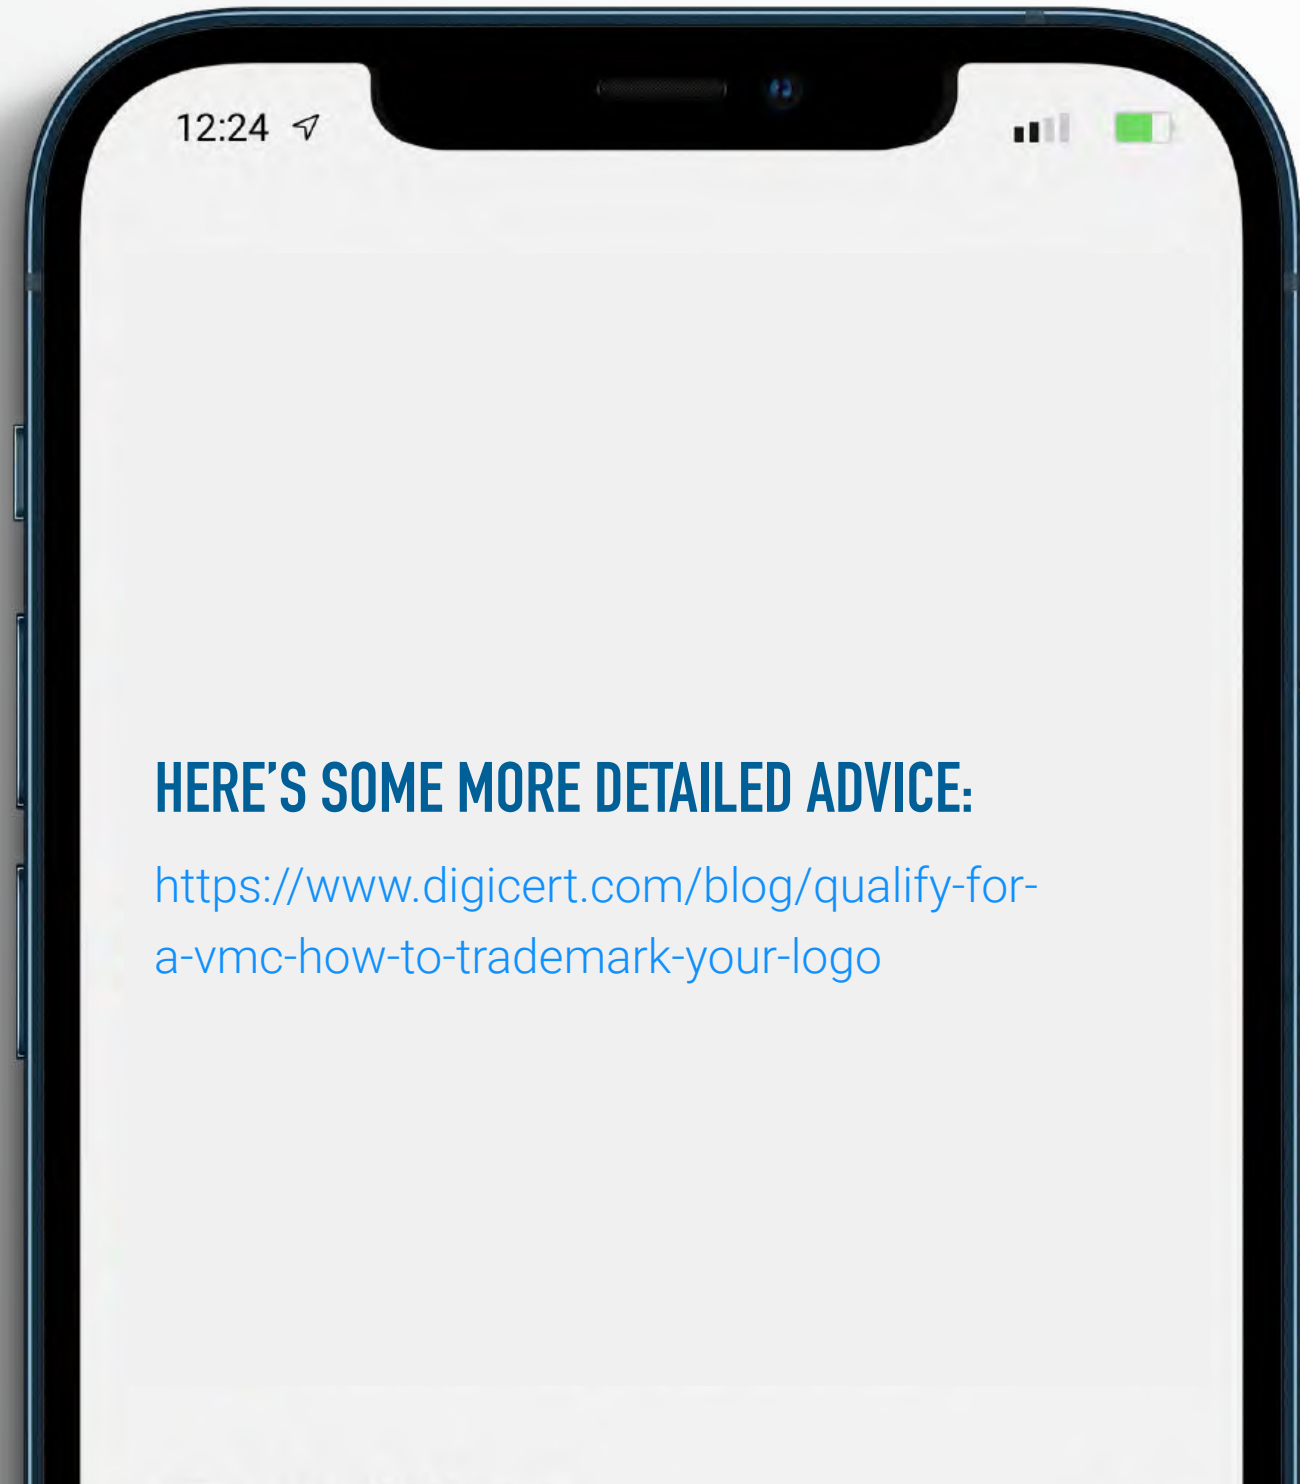 12:24
HERE’S SOME MORE DETAILED ADVICE:
https://www.digicert.com/blog/qualify-for-
a-vmc-how-to-trademark-your-logo